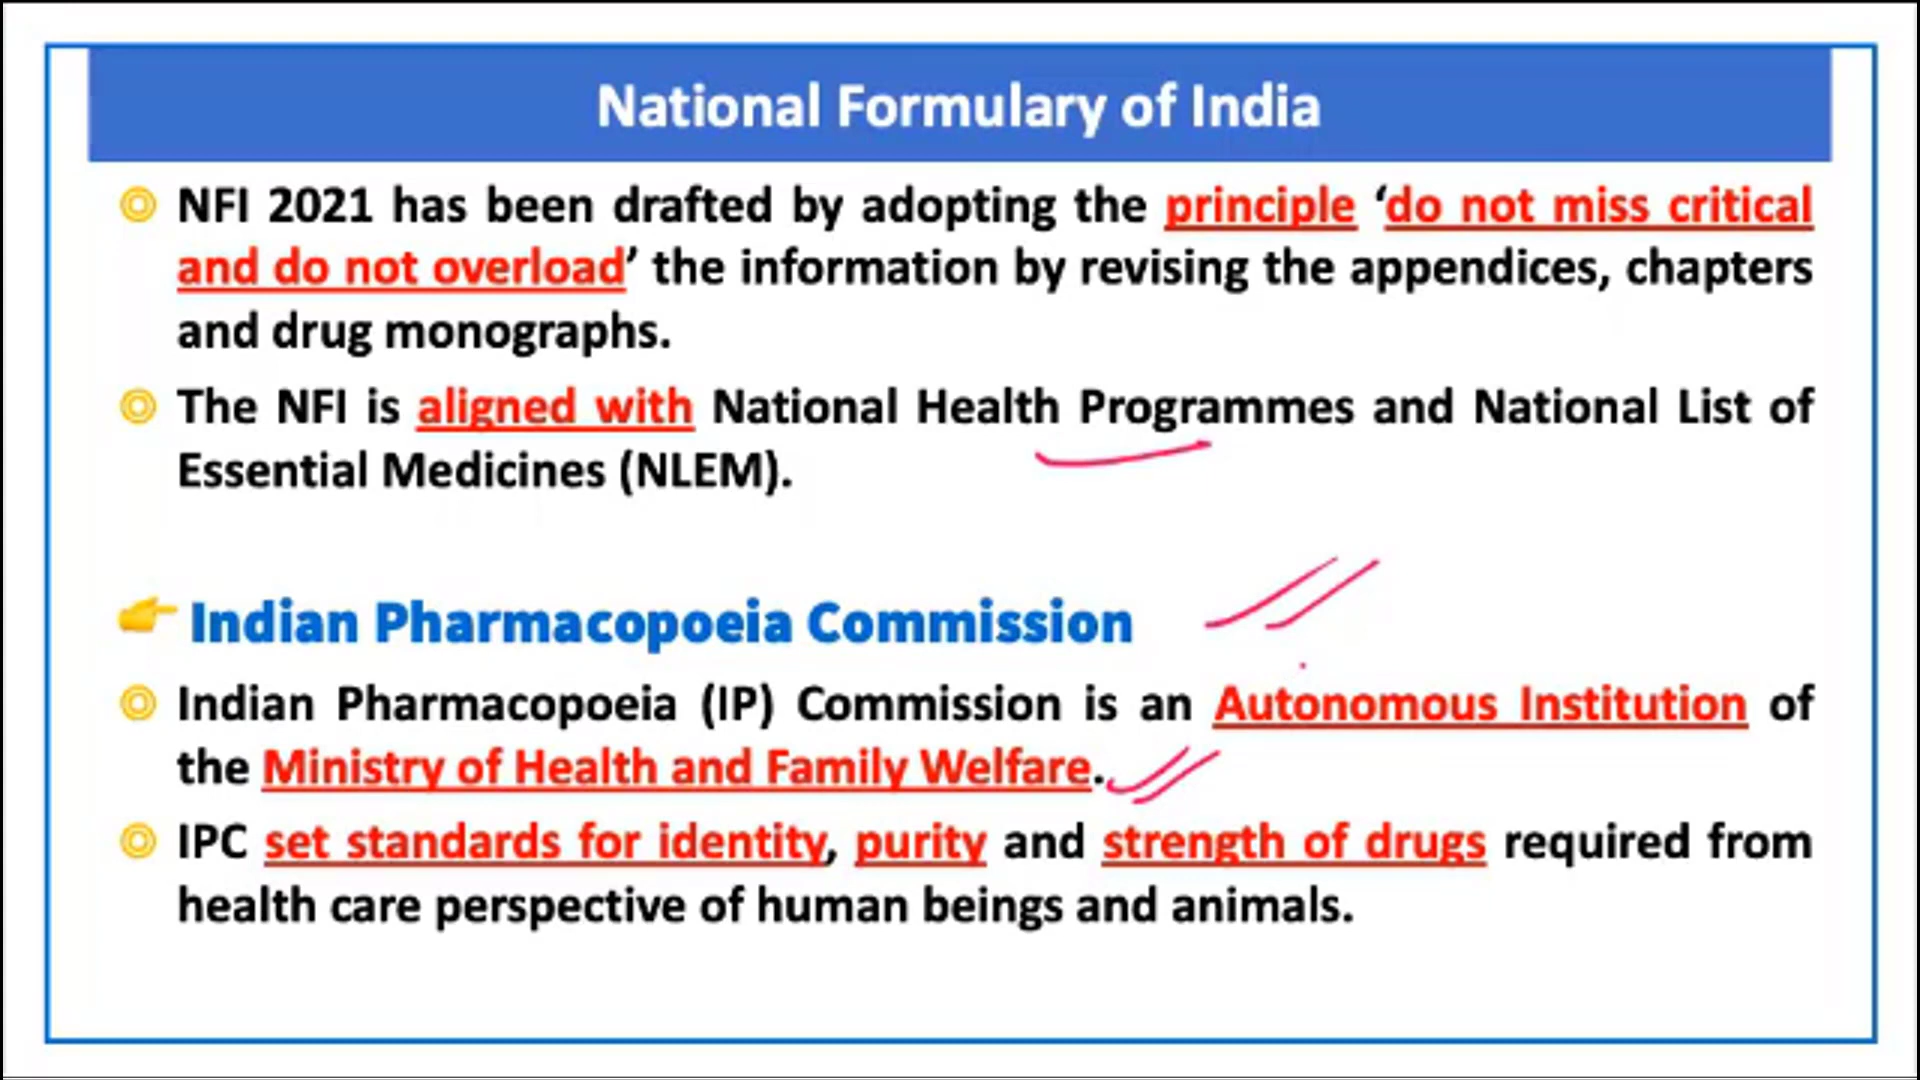 National Formulary of India
NFI 2021 has been drafted by adopting the principle ‘do not miss critical
and do not overload’ the information by revising the appendices, chapters
and drug monographs.
The NFI is aligned with National Health Programmes and National List of
Essential Medicines (NLEM).
Indian Pharmacopoeia Commission
Indian Pharmacopoeia (IP) Commission is an Autonomous Institution of
the Ministry of Health and Family Welfare.
IPC set standards for identity, purity and strength of drugs required from
health care perspective of human beings and animals.